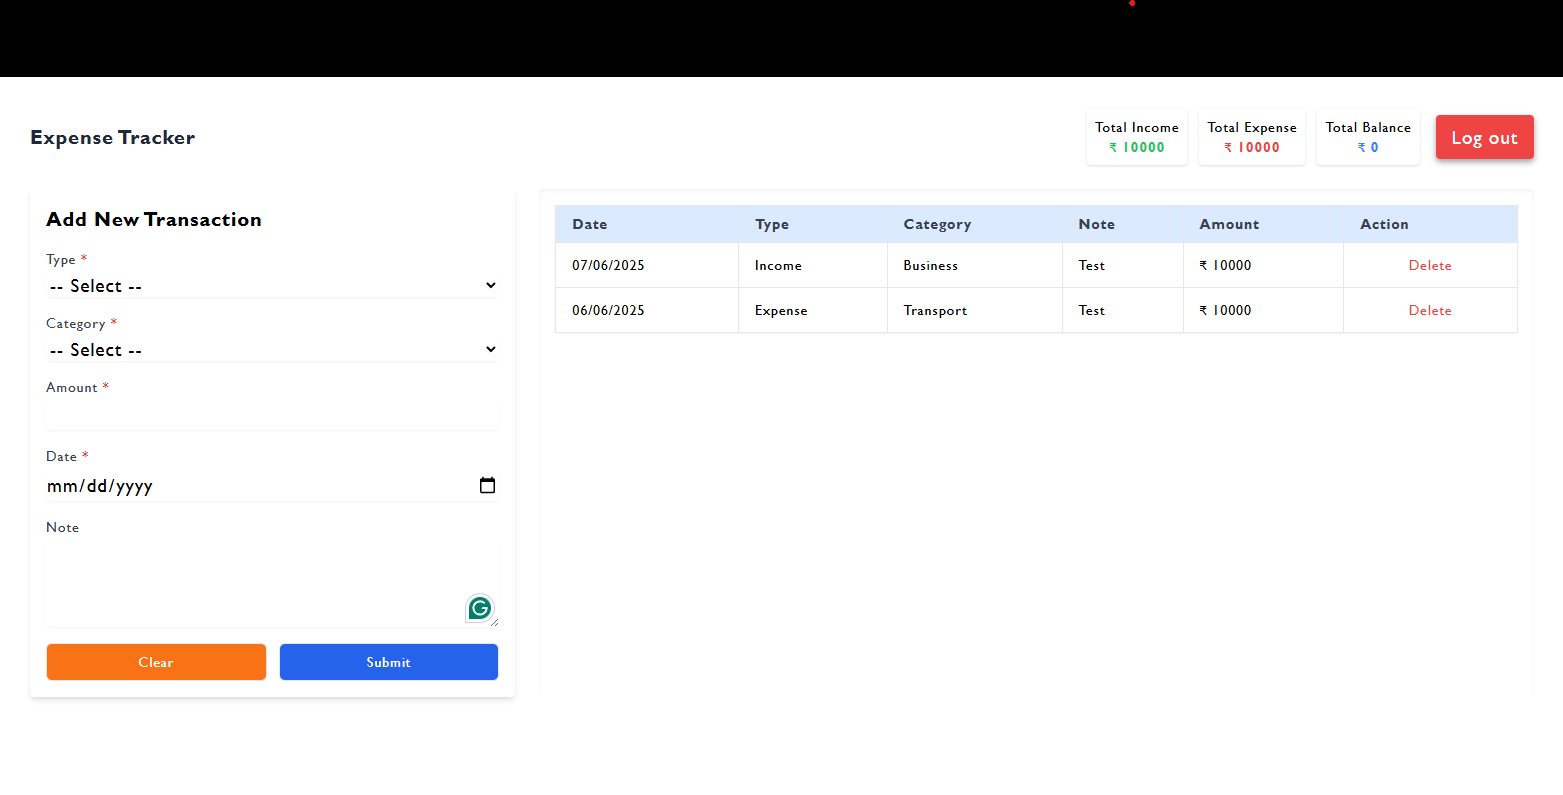 Expense Tracker
Total Income
₹ 10000
Total Expense
₹ 10000
Total Balance
₹ 0
Log out
Add New Transaction
Type *
-- Select --
Category *
-- Select --
Amount *
Date *
mm/dd/yyyy
Note
G
Clear Submit
Date Type Category Note Amount Action
07/06/2025 Income Business Test ₹ 10000 Delete
06/06/2025 Expense Transport Test ₹ 10000 Delete